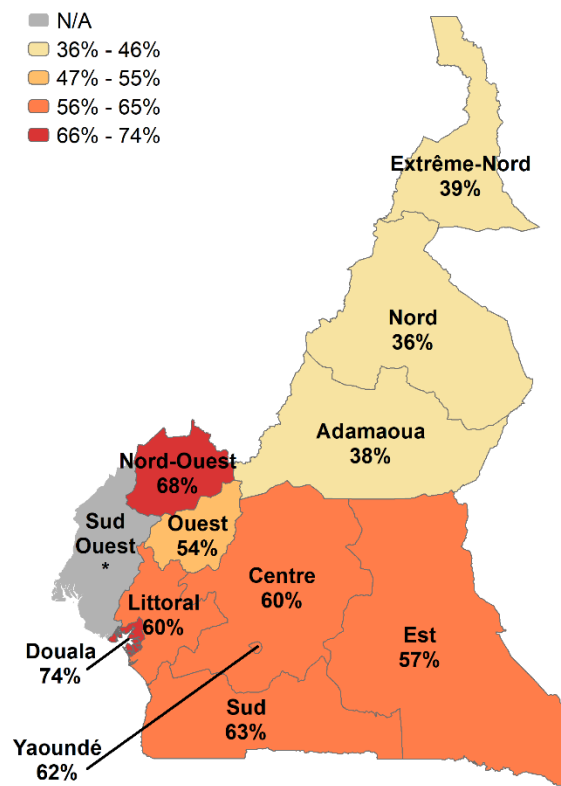 N/A
36% - 46%
47% - 55%
56% - 65%
66% - 74%
Extrême-Nord
39%
Nord
36%
Adamaoua
38%
Nord-Ouest
68%
Sud
Ouest
*
Ouest
54%
Centre
60%
Littoral
60%
Est
57%
Douala
74%
Sud
63%
Yaoundé
62%